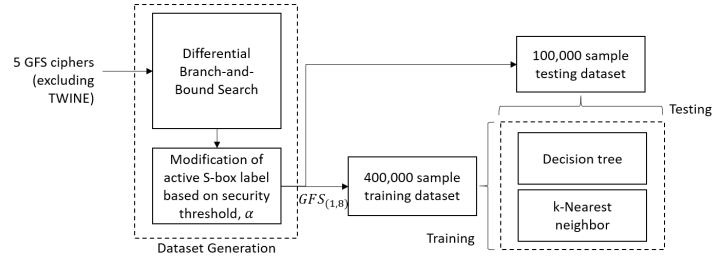 5 GFS ciphers
(excluding
TWINE)
Differential
Branch-and-
Bound Search
Modification of
active S-box label
based on security
threshold, α
Dataset Generation
GFS(1,8)
400,000 sample
training dataset
100,000 sample
testing dataset
Testing
Decision tree
k-Nearest
neighbor
Training